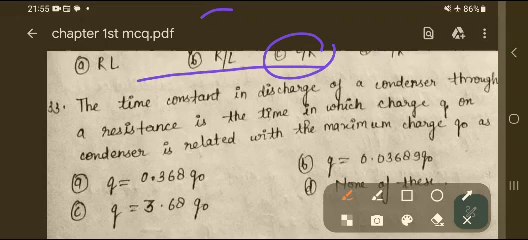 21:55
86%
chapter 1st mcq.pdf
(a) RL (b) R/L (c)
33. The time constant in discharge of a condenser through
a resistance is the time in which charge q on
condenser is related with the maximum charge q₀ as
(a) q = 0.368 q₀ (b) q = 0.0368 q₀
(c) q = 3.68 q₀ (d) None of these